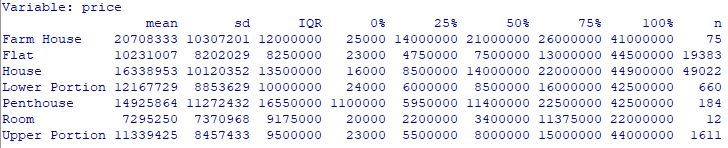 Variable: price
mean sd IQR 0% 25% 50% 75% 100% n
Farm House 20708333 10307201 12000000 25000 14000000 21000000 26000000 41000000 75
Flat 10231007 8202029 8250000 23000 4750000 7500000 13000000 44500000 19383
House 16338953 10120352 13500000 16000 8500000 14000000 22000000 44900000 49022
Lower Portion 12167729 8853629 10000000 24000 6000000 8500000 16000000 42500000 660
Penthouse 14925864 11272432 16550000 1100000 5950000 11400000 22500000 42500000 184
Room 7295250 7370968 9175000 20000 2200000 3400000 11375000 22000000 12
Upper Portion 11339425 8457433 9500000 23000 5500000 8000000 15000000 44000000 1611